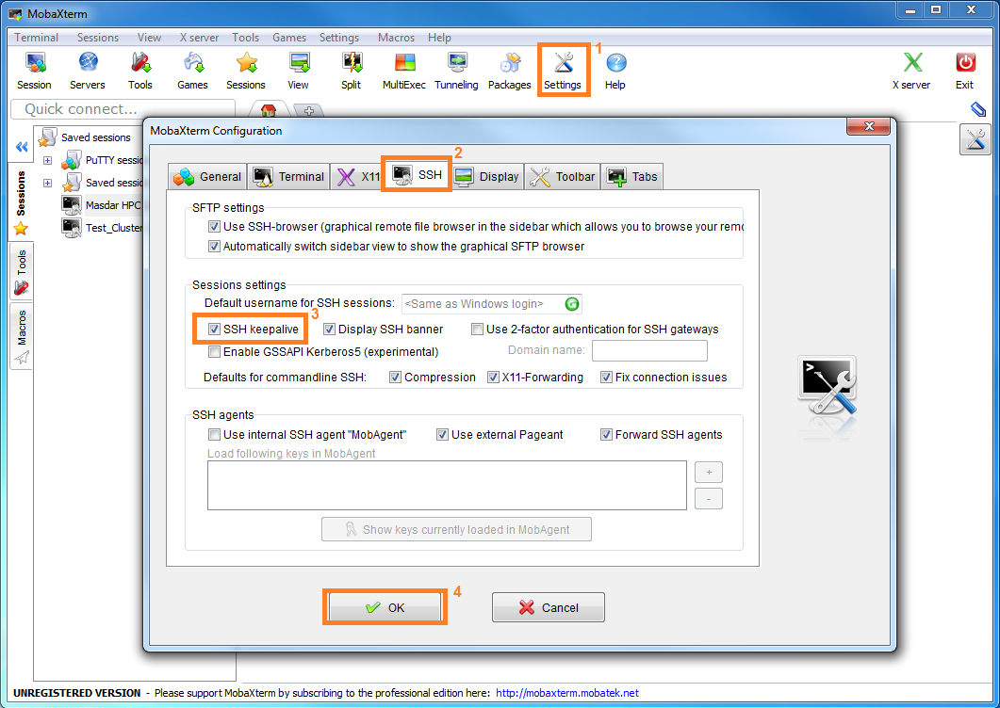 MobaXterm
Terminal Sessions View X server Tools Games Settings Macros Help
1
Session Servers Tools Games Sessions View Split MultiExec Tunneling Packages Settings Help X server Exit
Quick connect...
MobaXterm Configuration
Saved sessions
PuTTY sessio
Saved sessio
Masdar HPC
Test_Cluster
Sessions
Tools
Macros
2
General Terminal X11 SSH Display Toolbar Tabs
SFTP settings
Use SSH-browser (graphical remote file browser in the sidebar which allows you to browse your remo
Automatically switch sidebar view to show the graphical SFTP browser
Sessions settings
Default username for SSH sessions: <Same as Windows login>
3
SSH keepalive Display SSH banner Use 2-factor authentication for SSH gateways
Enable GSSAPI Kerberos5 (experimental) Domain name:
Defaults for commandline SSH: Compression X11-Forwarding Fix connection issues
SSH agents
Use internal SSH agent "MobAgent" Use external Pageant Forward SSH agents
Load following keys in MobAgent
+
-
Show keys currently loaded in MobAgent
4
OK Cancel
UNREGISTERED VERSION - Please support MobaXterm by subscribing to the professional edition here: http://mobaxterm.mobatek.net